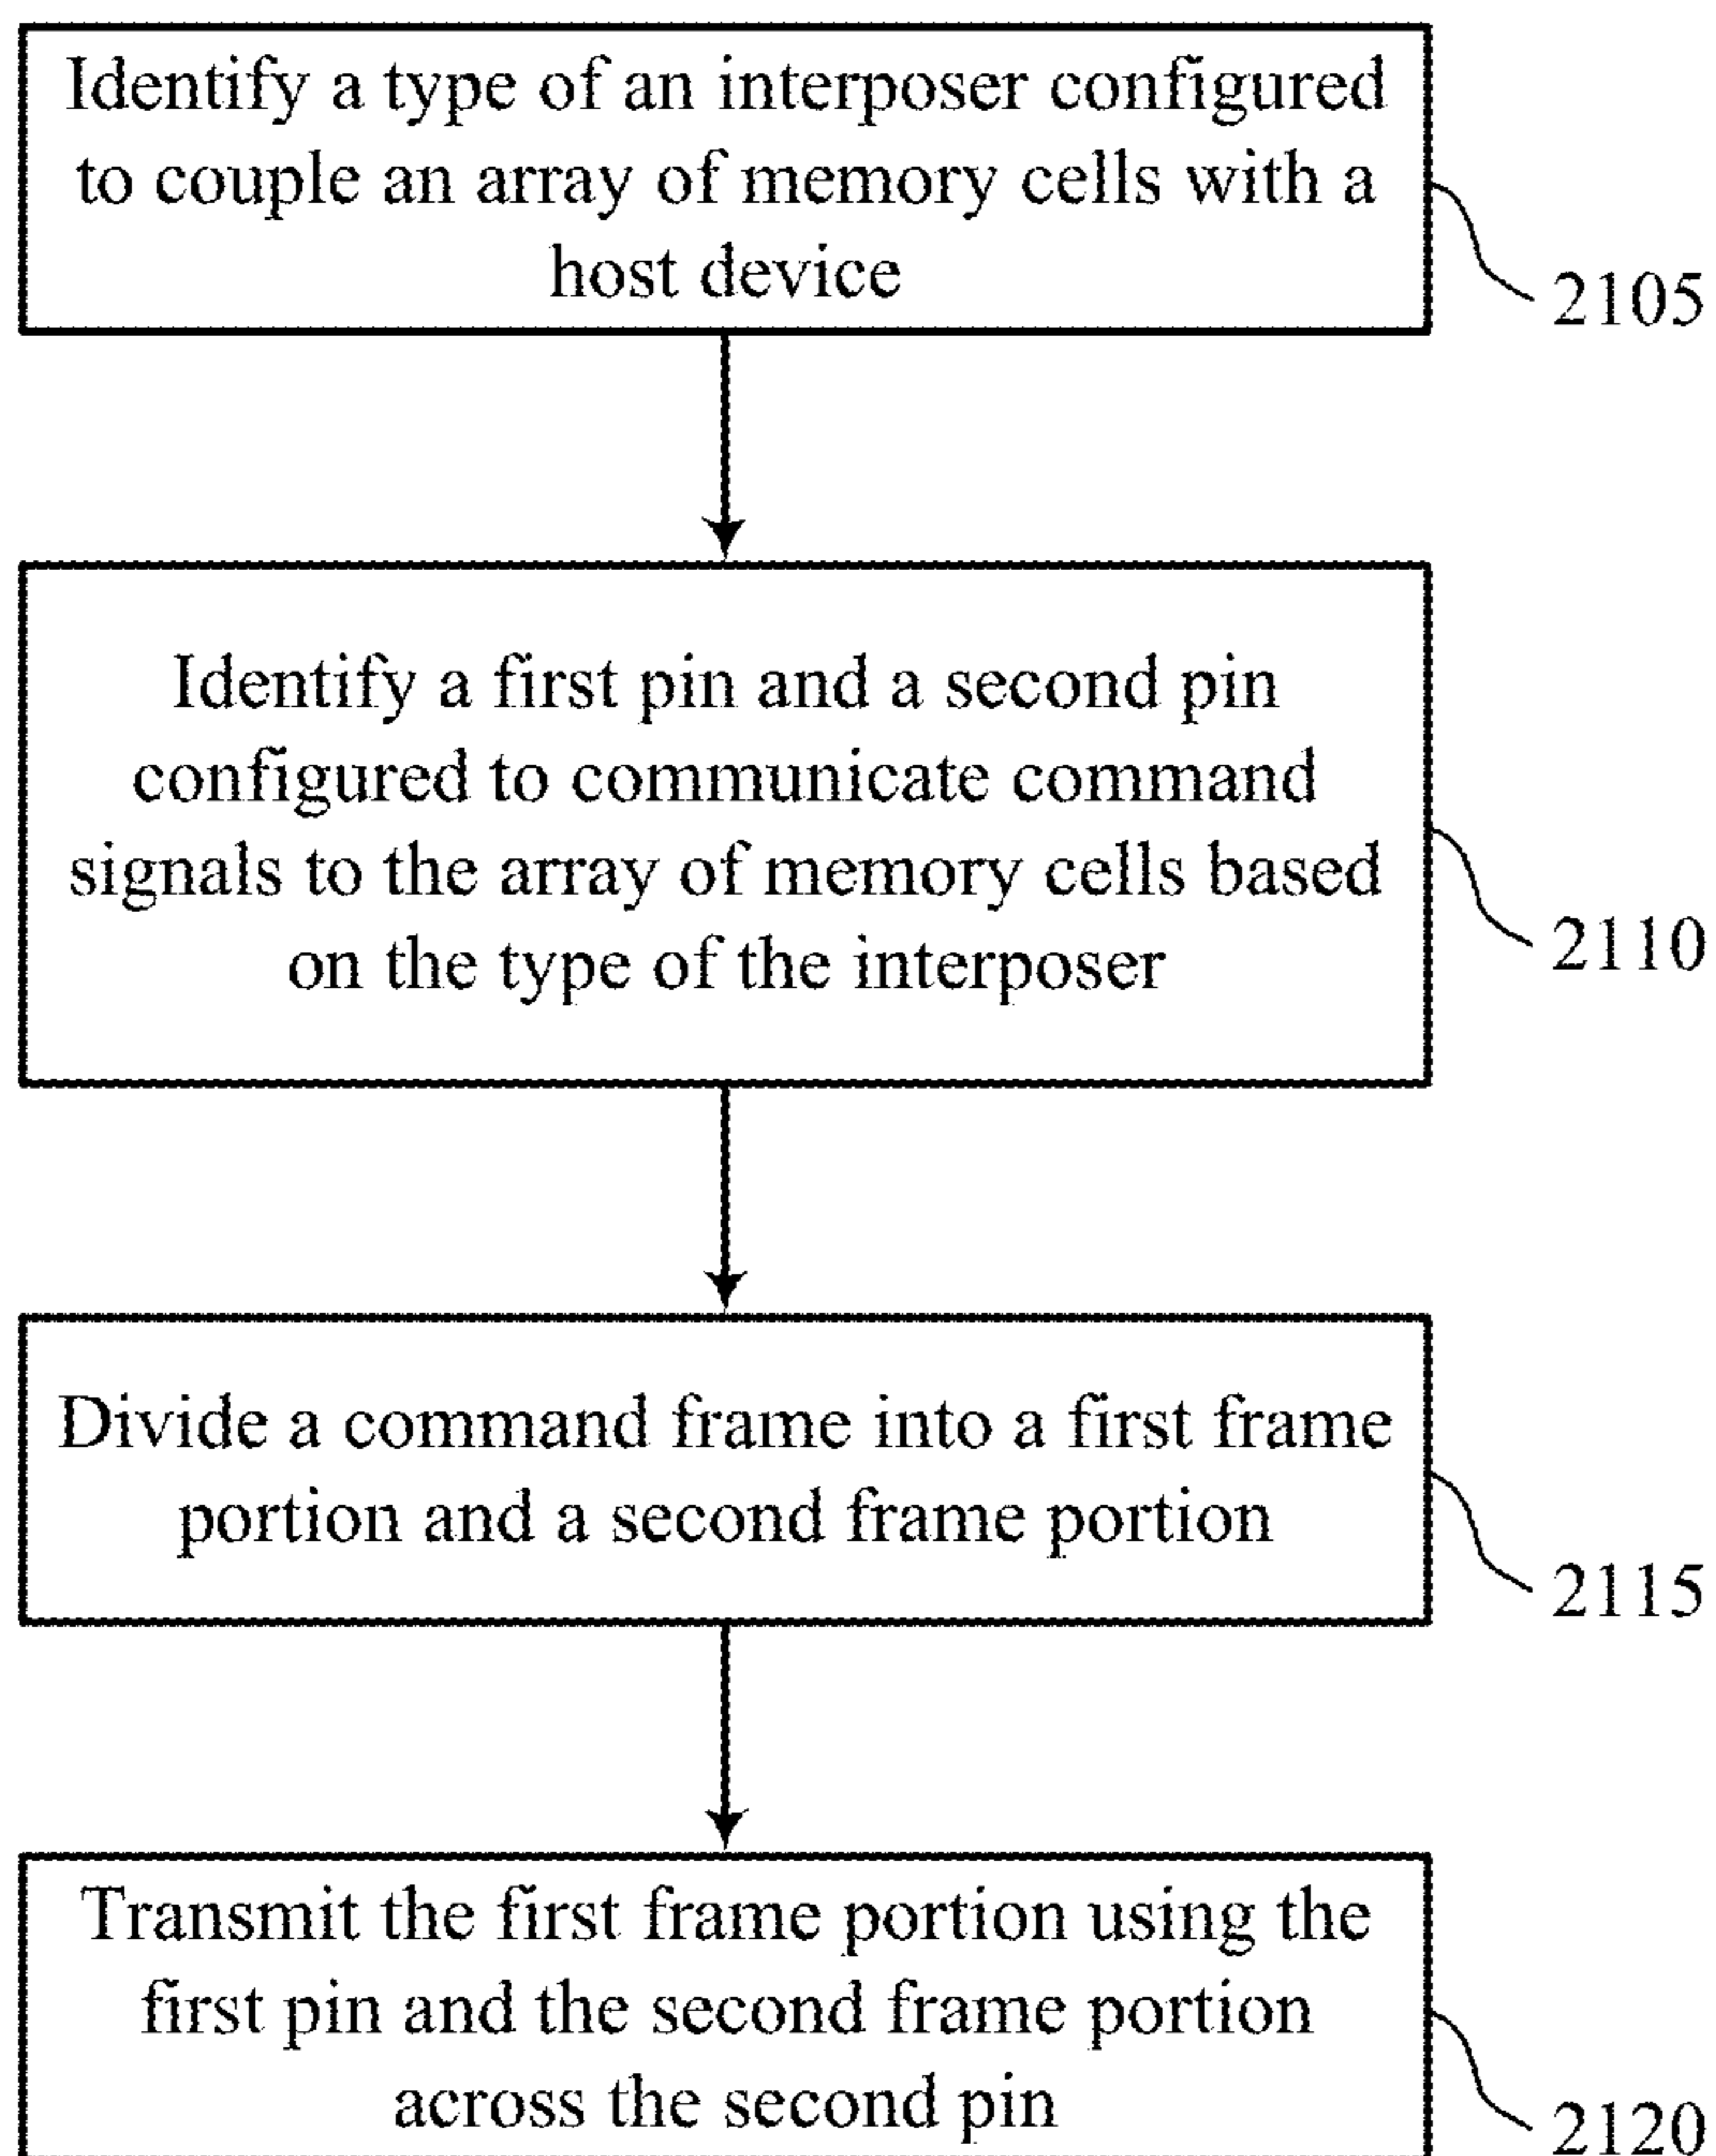 Identify a type of an interposer configured
to couple an array of memory cells with a
host device
2105
Identify a first pin and a second pin
configured to communicate command
signals to the array of memory cells based
on the type of the interposer
2110
Divide a command frame into a first frame
portion and a second frame portion
2115
Transmit the first frame portion using the
first pin and the second frame portion
across the second pin
2120